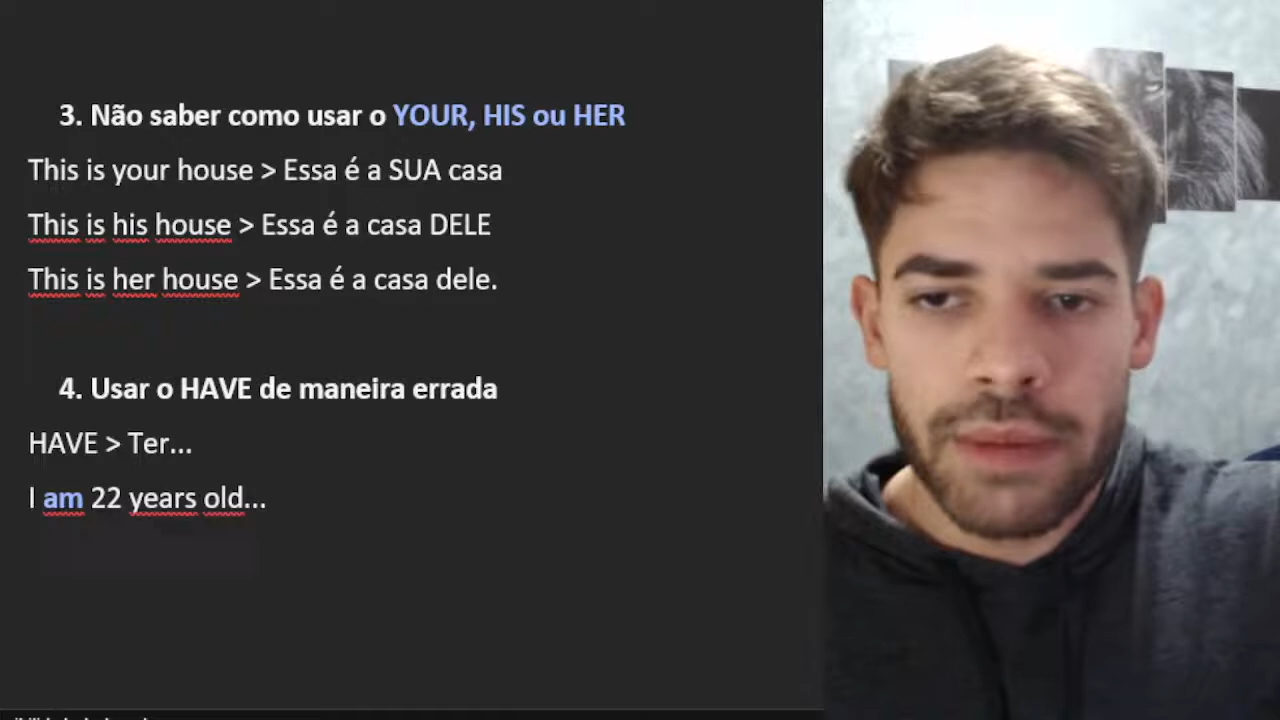 3. Não saber como usar o YOUR, HIS ou HER
This is your house > Essa é a SUA casa
This is his house > Essa é a casa DELE
This is her house > Essa é a casa dele.
4. Usar o HAVE de maneira errada
HAVE > Ter...
I am 22 years old...